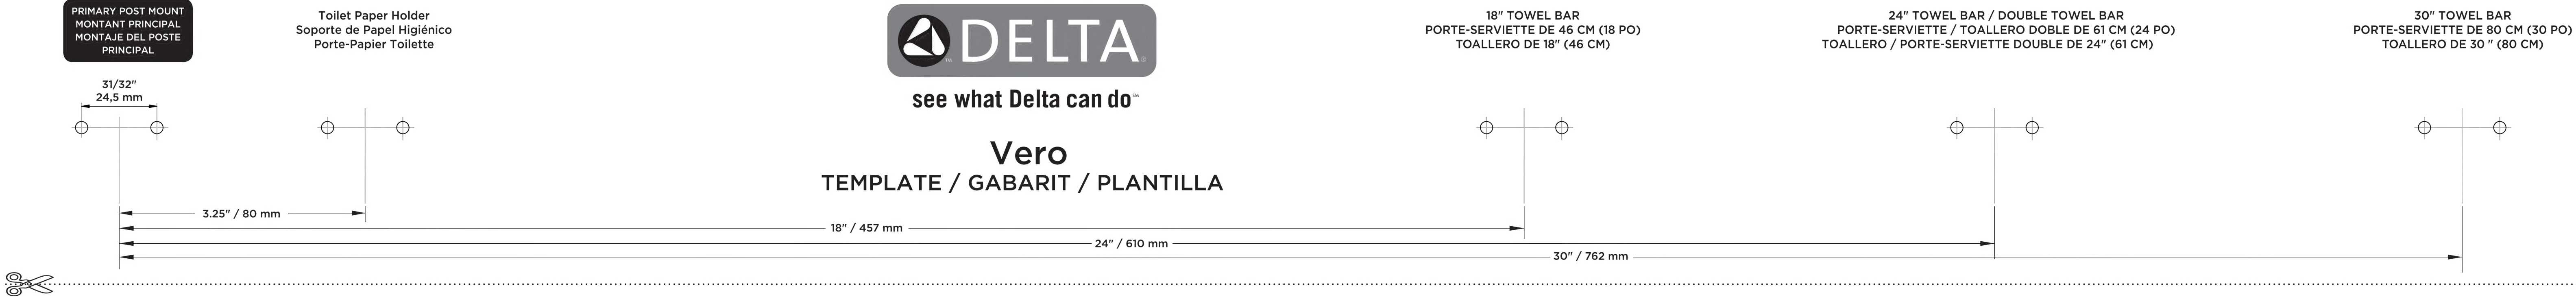 PRIMARY POST MOUNT
MONTANT PRINCIPAL
MONTAJE DEL POSTE
PRINCIPAL
31/32"
24,5 mm
Toilet Paper Holder
Soporte de Papel Higiénico
Porte-Papier Toilette
DELTA
TM
®
see what Delta can do℠
Vero
TEMPLATE / GABARIT / PLANTILLA
18" TOWEL BAR
PORTE-SERVIETTE DE 46 CM (18 PO)
TOALLERO DE 18" (46 CM)
24" TOWEL BAR / DOUBLE TOWEL BAR
PORTE-SERVIETTE / TOALLERO DOBLE DE 61 CM (24 PO)
TOALLERO / PORTE-SERVIETTE DOUBLE DE 24" (61 CM)
30" TOWEL BAR
PORTE-SERVIETTE DE 80 CM (30 PO)
TOALLERO DE 30 " (80 CM)
3.25" / 80 mm
18" / 457 mm
24" / 610 mm
30" / 762 mm